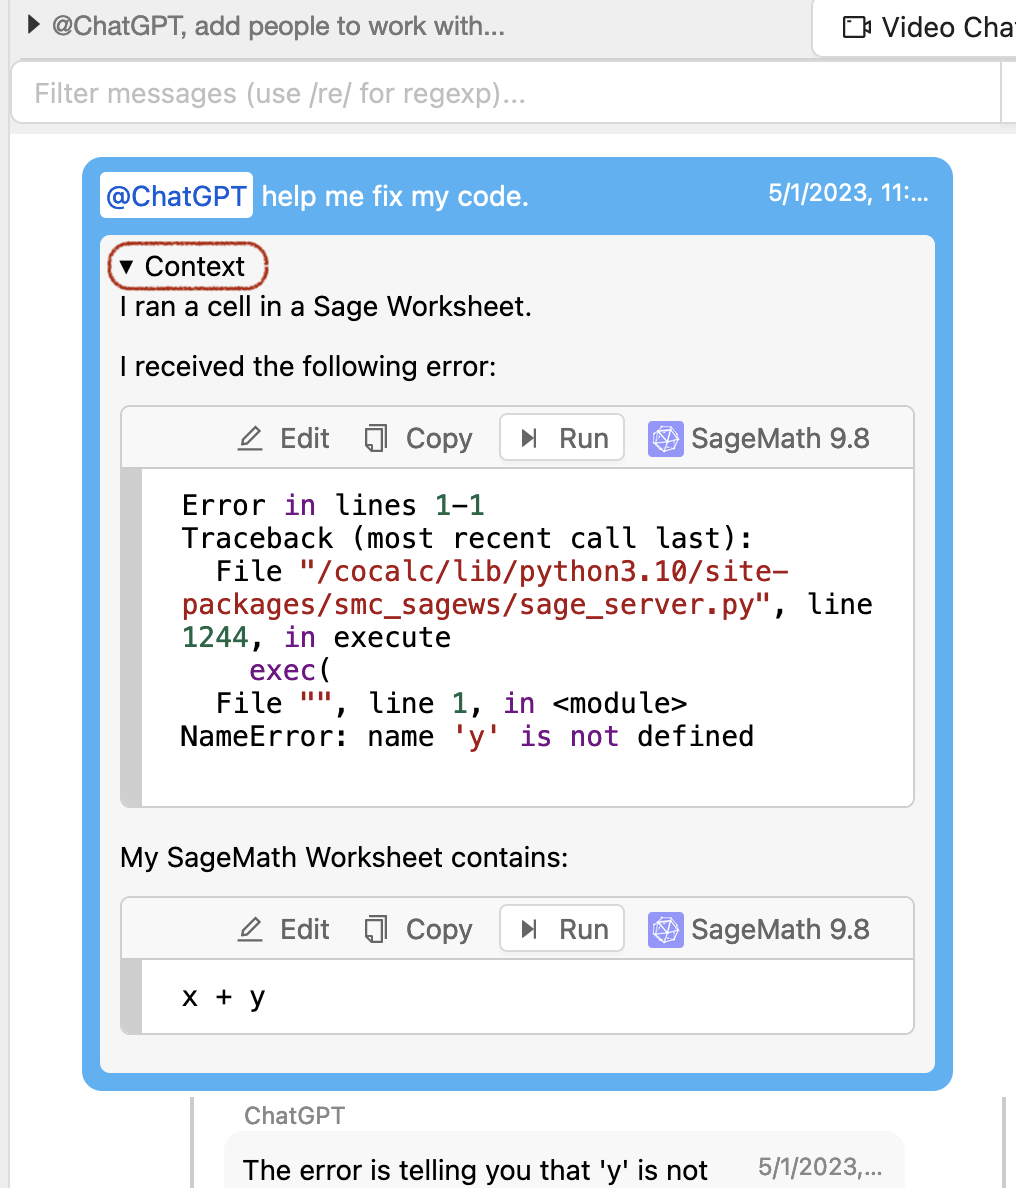 @ChatGPT, add people to work with...
Video Cha
Filter messages (use /re/ for regexp)...
@ChatGPT help me fix my code.
5/1/2023, 11:...
▼ Context
I ran a cell in a Sage Worksheet.
I received the following error:
Edit Copy Run SageMath 9.8
Error in lines 1-1
Traceback (most recent call last):
  File "/cocalc/lib/python3.10/site-
packages/smc_sagews/sage_server.py", line
1244, in execute
    exec(
  File "", line 1, in <module>
NameError: name 'y' is not defined
My SageMath Worksheet contains:
Edit Copy Run SageMath 9.8
x + y
ChatGPT
The error is telling you that 'y' is not
5/1/2023,...